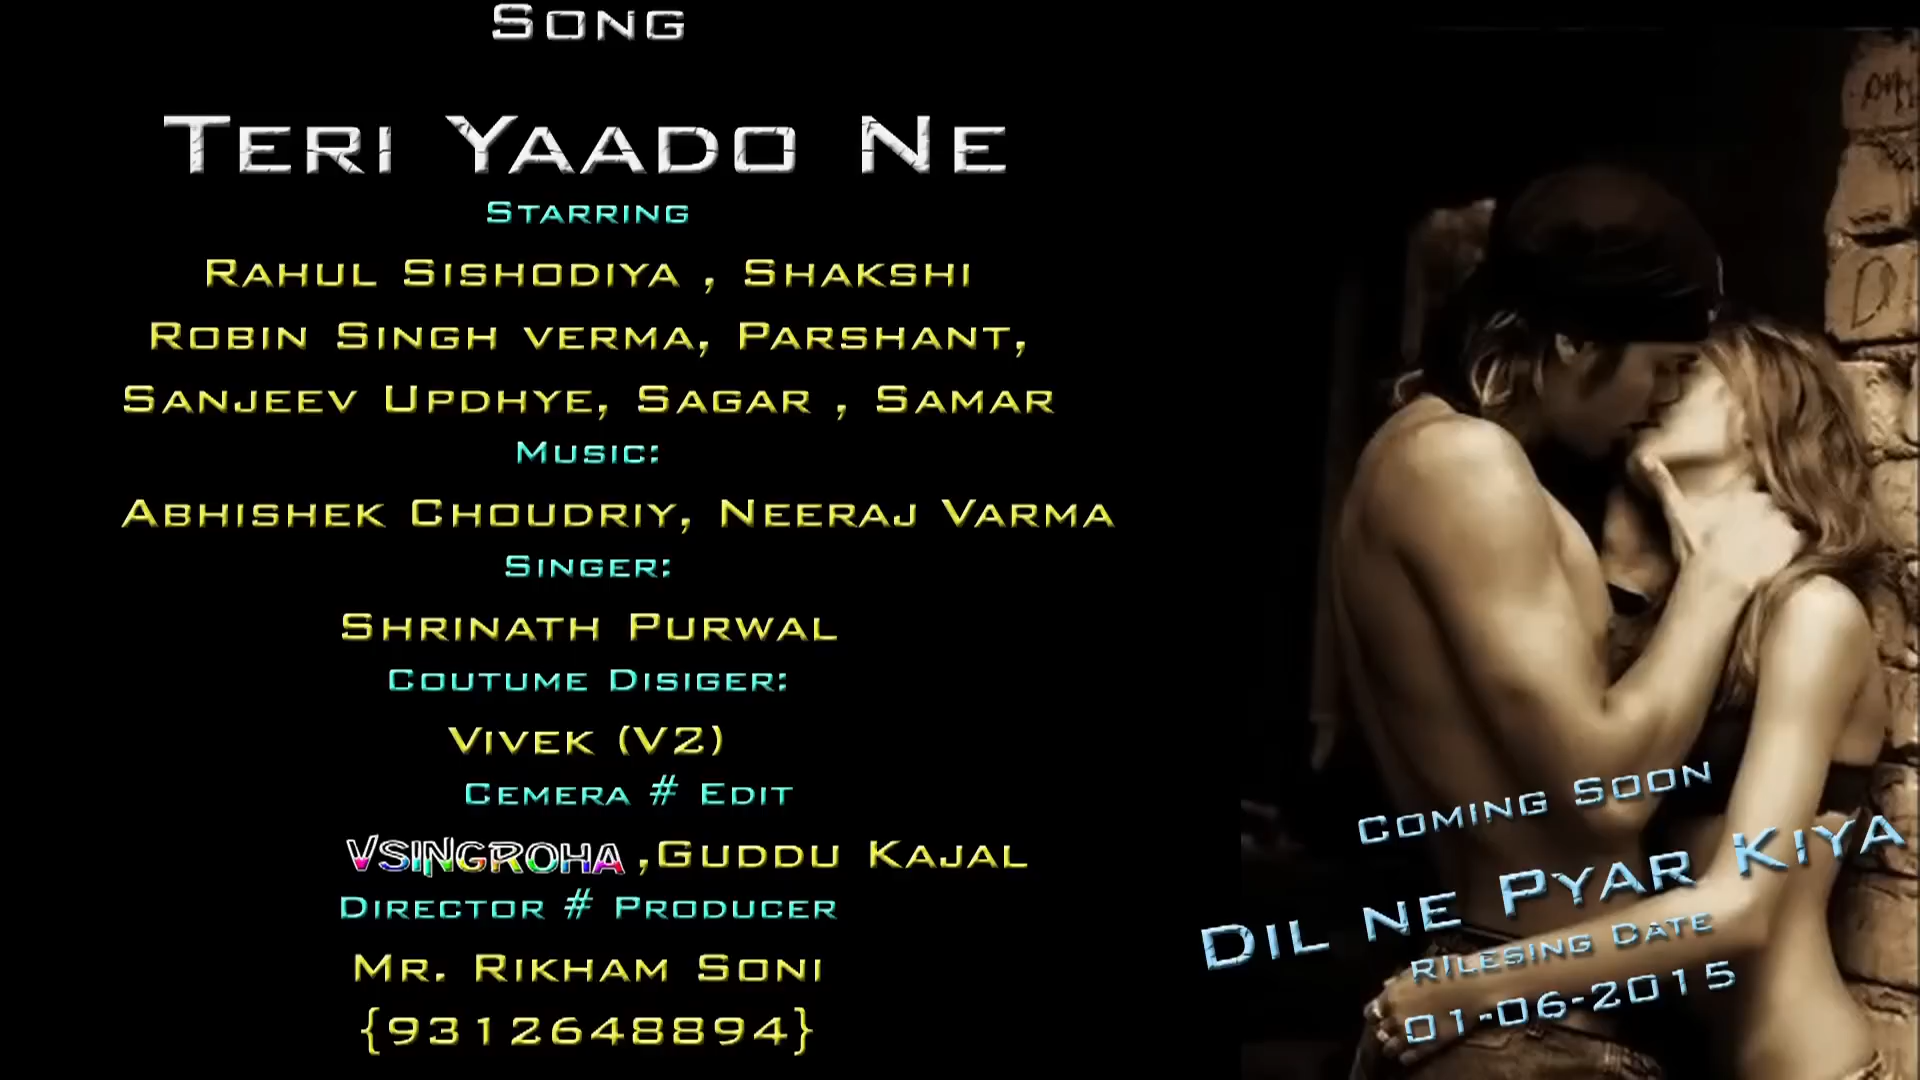 Song
Teri Yaado Ne
Starring
Rahul Sishodiya , Shakshi
Robin Singh verma, Parshant,
Sanjeev Updhye, Sagar , Samar
Music:
Abhishek Choudriy, Neeraj Varma
Singer:
Shrinath Purwal
Coutume Disiger:
Vivek (V2)
Cemera # Edit
VSINGROHA ,Guddu Kajal
Director # Producer
Mr. Rikham Soni
{9312648894}
Coming Soon
Dil ne Pyar Kiya
Rilesing Date
01-06-2015